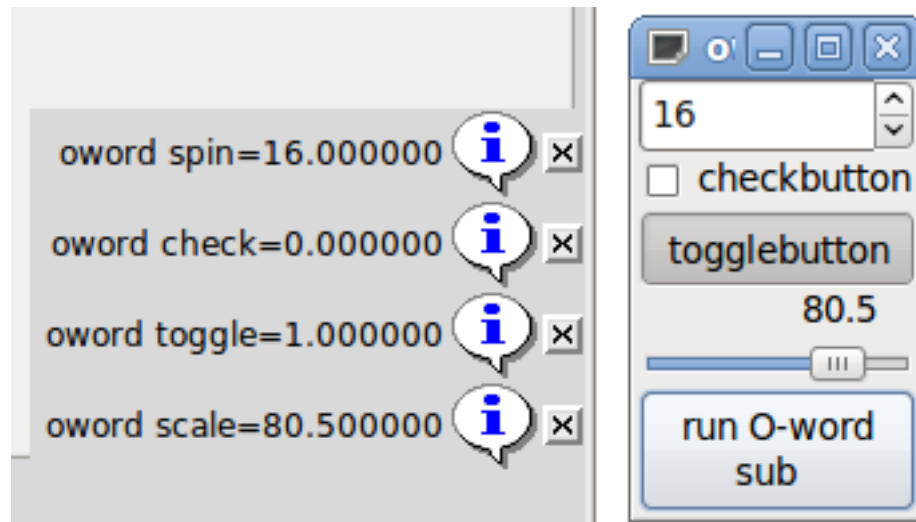 oword spin=16.000000
oword check=0.000000
oword toggle=1.000000
oword scale=80.500000
16
checkbutton
togglebutton
80.5
run O-word
sub